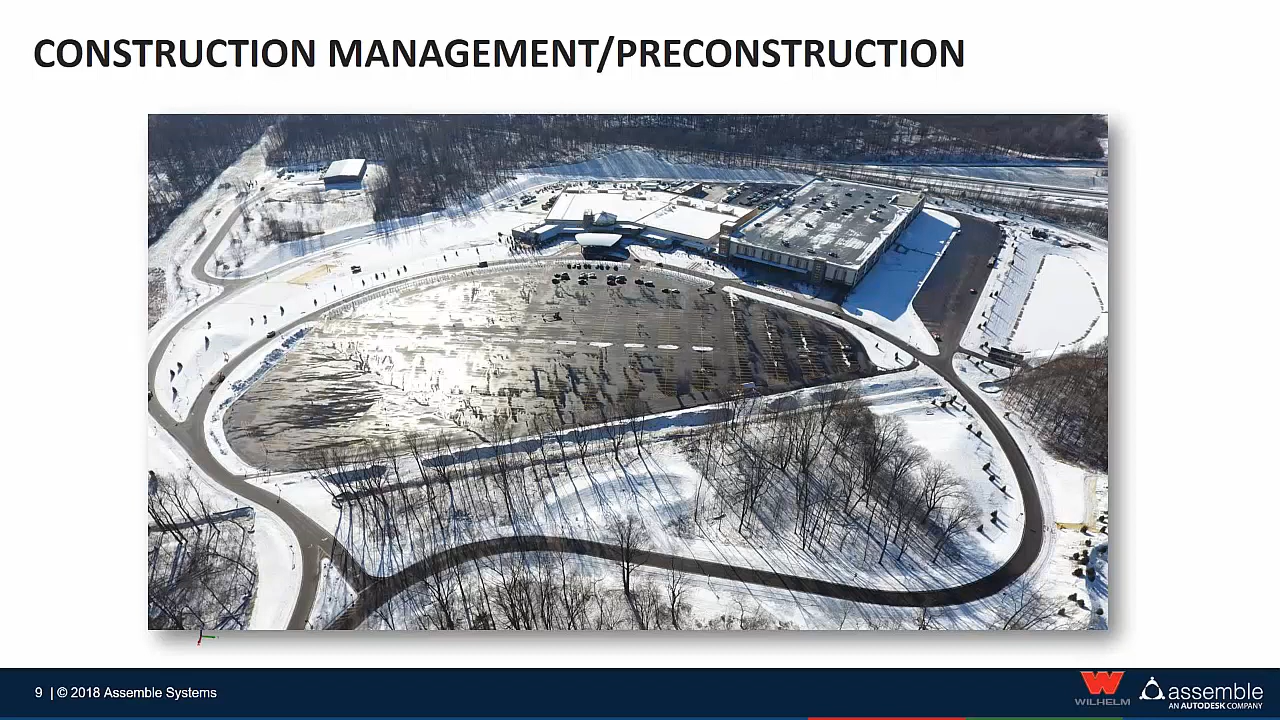 CONSTRUCTION MANAGEMENT/PRECONSTRUCTION
9 | © 2018 Assemble Systems
WILHELM
assemble
AN AUTODESK COMPANY